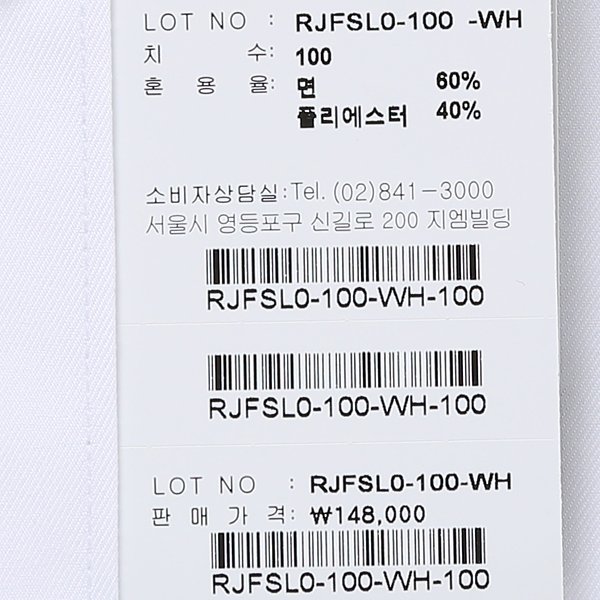 LOT NO : RJFSL0-100 -WH
치 수: 100
혼 용 율: 면 60%
폴리에스터 40%
소비자상담실:Tel. (02)841-3000
서울시 영등포구 신길로 200 지엠빌딩
RJFSL0-100-WH-100
RJFSL0-100-WH-100
LOT NO : RJFSL0-100-WH
판 매 가 격: ₩148,000
RJFSL0-100-WH-100